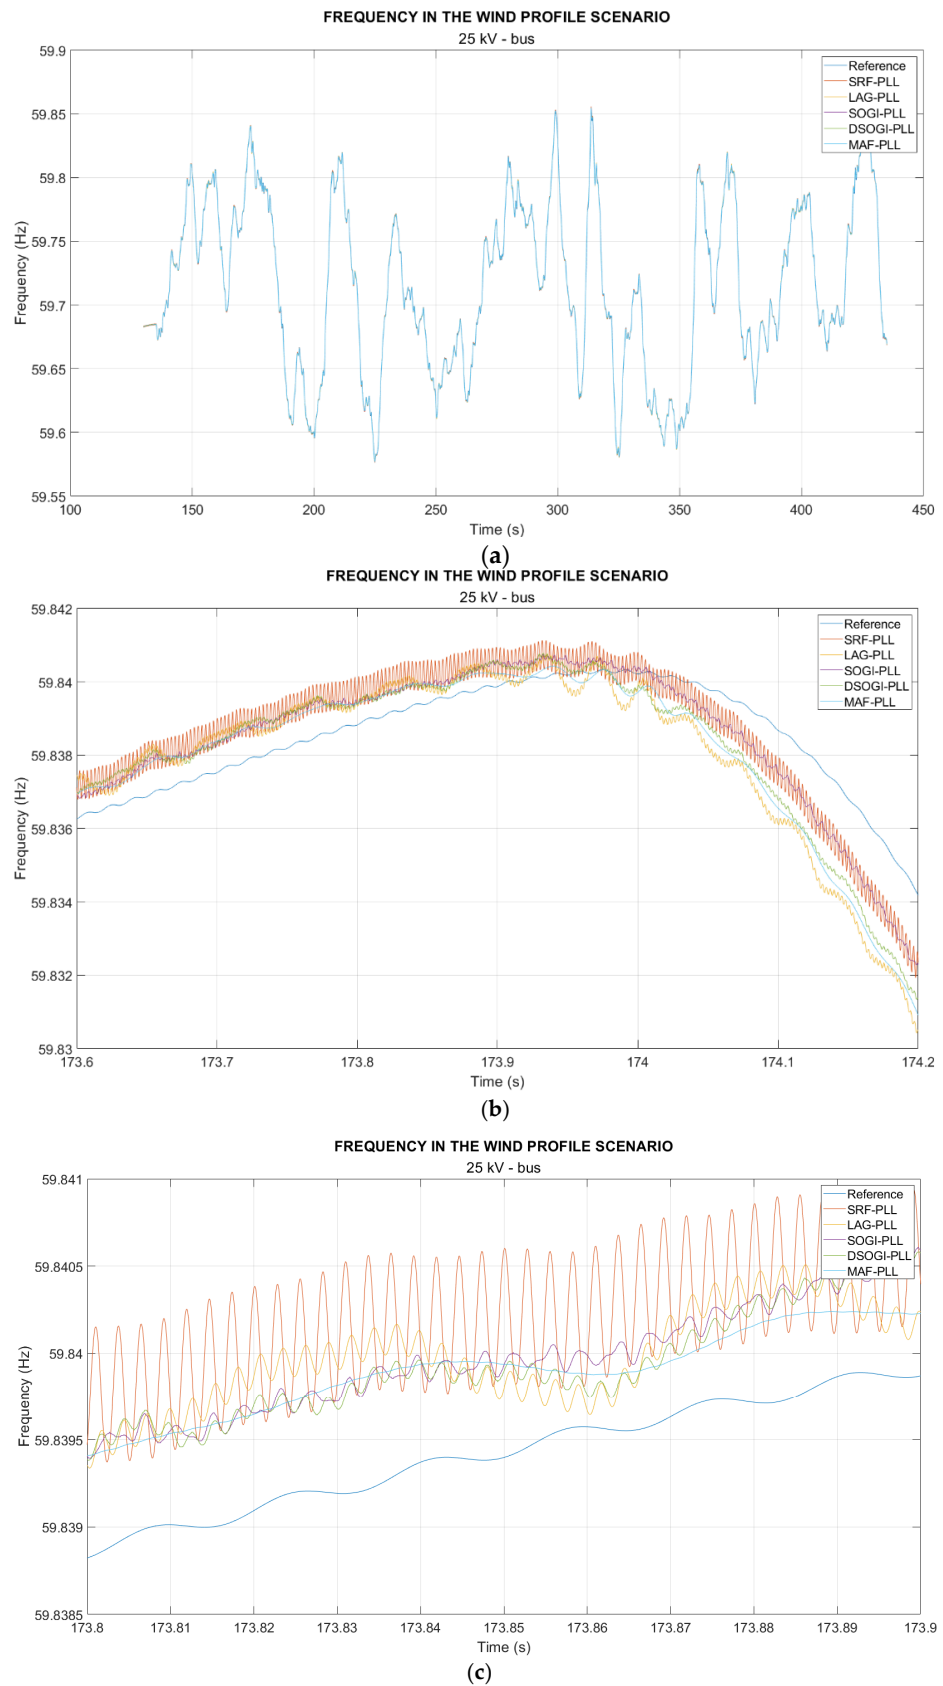 FREQUENCY IN THE WIND PROFILE SCENARIO
25 kV - bus
59.9
59.85
59.8
59.75
59.7
59.65
59.6
59.55
Frequency (Hz)
Reference
SRF-PLL
LAG-PLL
SOGI-PLL
DSOGI-PLL
MAF-PLL
100 150 200 250 300 350 400 450
Time (s)
(a)
FREQUENCY IN THE WIND PROFILE SCENARIO
25 kV - bus
59.842
59.84
59.838
59.836
59.834
59.832
59.83
Frequency (Hz)
Reference
SRF-PLL
LAG-PLL
SOGI-PLL
DSOGI-PLL
MAF-PLL
173.6 173.7 173.8 173.9 174 174.1 174.2
Time (s)
(b)
FREQUENCY IN THE WIND PROFILE SCENARIO
25 kV - bus
59.841
59.8405
59.84
59.8395
59.839
59.8385
Frequency (Hz)
Reference
SRF-PLL
LAG-PLL
SOGI-PLL
DSOGI-PLL
MAF-PLL
173.8 173.81 173.82 173.83 173.84 173.85 173.86 173.87 173.88 173.89 173.9
Time (s)
(c)